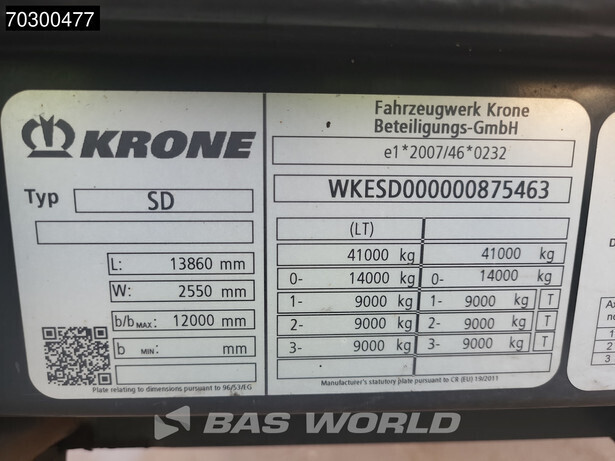 70300477
KRONE
Typ SD
L: 13860 mm
W: 2550 mm
b/b MAX: 12000 mm
b MIN: mm
Plate relating to dimensions pursuant to 96/53/EG
Fahrzeugwerk Krone
Beteiligungs-GmbH
e1*2007/46*0232
WKESD000000875463
(LT)
41000 kg 41000 kg
0- 14000 kg 0- 14000 kg
1- 9000 kg 1- 9000 kg T
2- 9000 kg 2- 9000 kg T
3- 9000 kg 3- 9000 kg T
Manufacturer's statutory plate pursuant to CR (EU) 19/2011
1
2
3
BAS WORLD